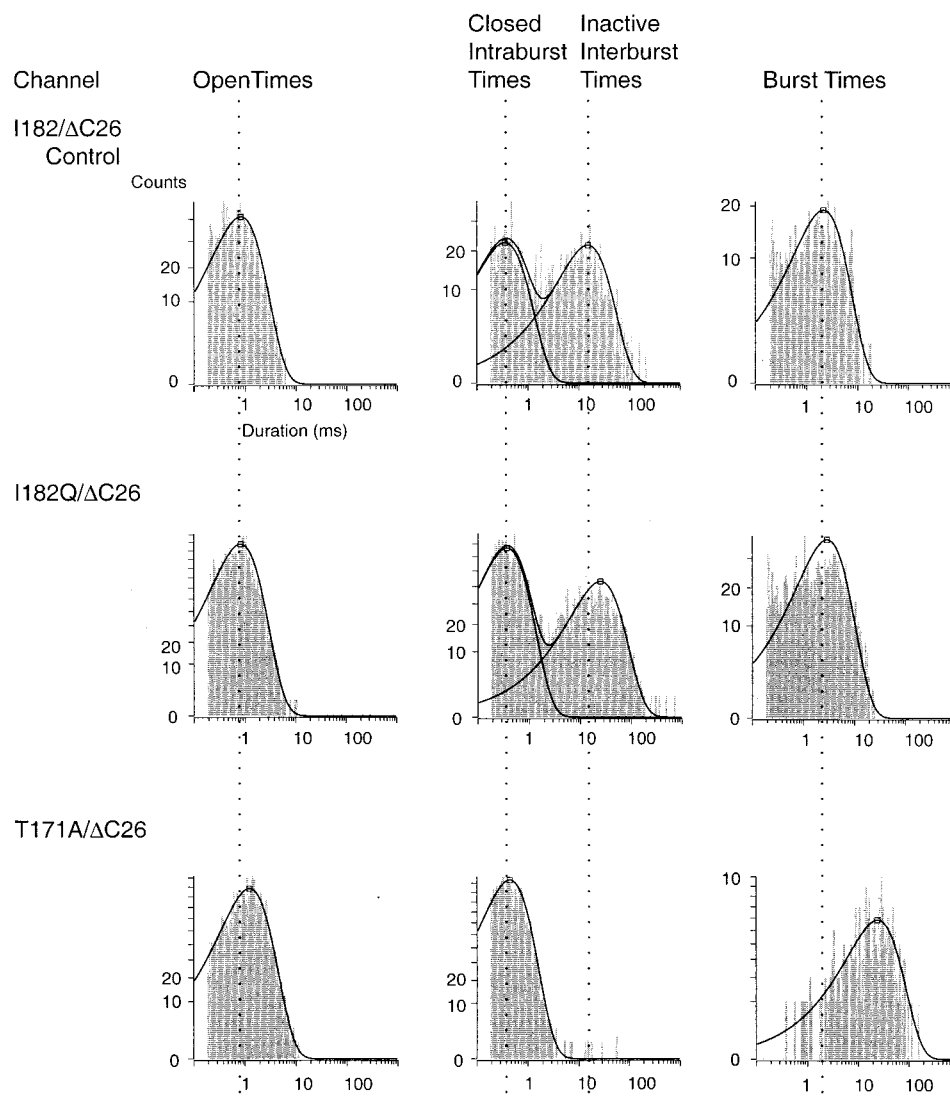 Closed Inactive
Intraburst Interburst
Channel OpenTimes Times Times Burst Times
I182/ΔC26
Control
Counts
20 20 20
10 10 10
0 0 0
1 10 100 1 10 100 1 10 100
Duration (ms)
I182Q/ΔC26
20 20 20
10 10 10
0 0 0
1 10 100 1 10 100 1 10 100
T171A/ΔC26
10
20 20
10 10
0 0 0
1 10 100 1 10 100 1 10 100